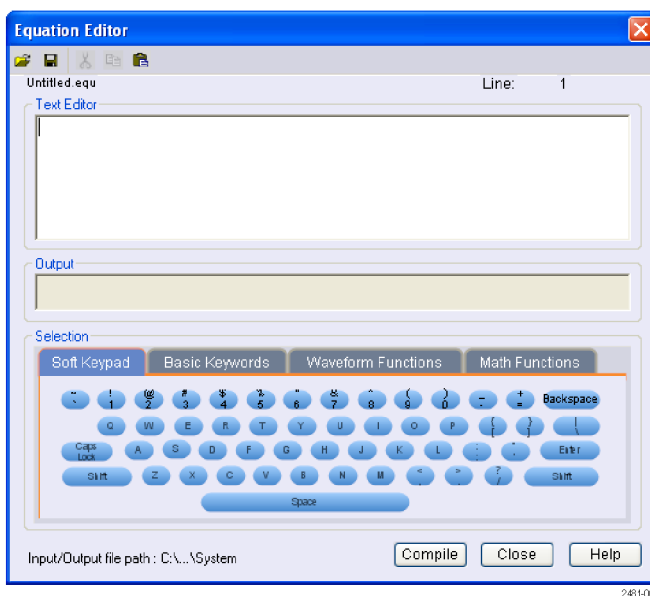 Equation Editor
Untitled.equ Line: 1
Text Editor
Output
Selection
Soft Keypad Basic Keywords Waveform Functions Math Functions
~ ` ! 1 @ 2 # 3 $ 4 % 5 6 & 7 ^ 8 ( 9 ) 0 - + = Backspace
Q W E R T Y U I O P { [ } ] | \
Caps Lock A S D F G H J K L : ; Enter
Shift Z X C V B N M < , > . ? / Shift
Space
Input/Output file path : C:\...\System Compile Close Help